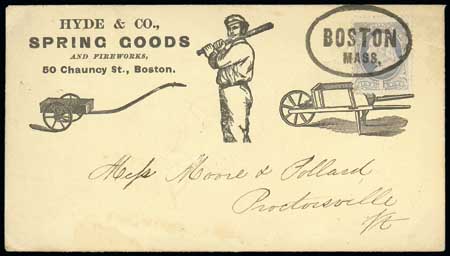 HYDE & CO.,
SPRING GOODS
AND FIREWORKS,
50 Chauncy St., Boston.
BOSTON
MASS.
Mess Moore & Pollard
Proctorsville
Vt